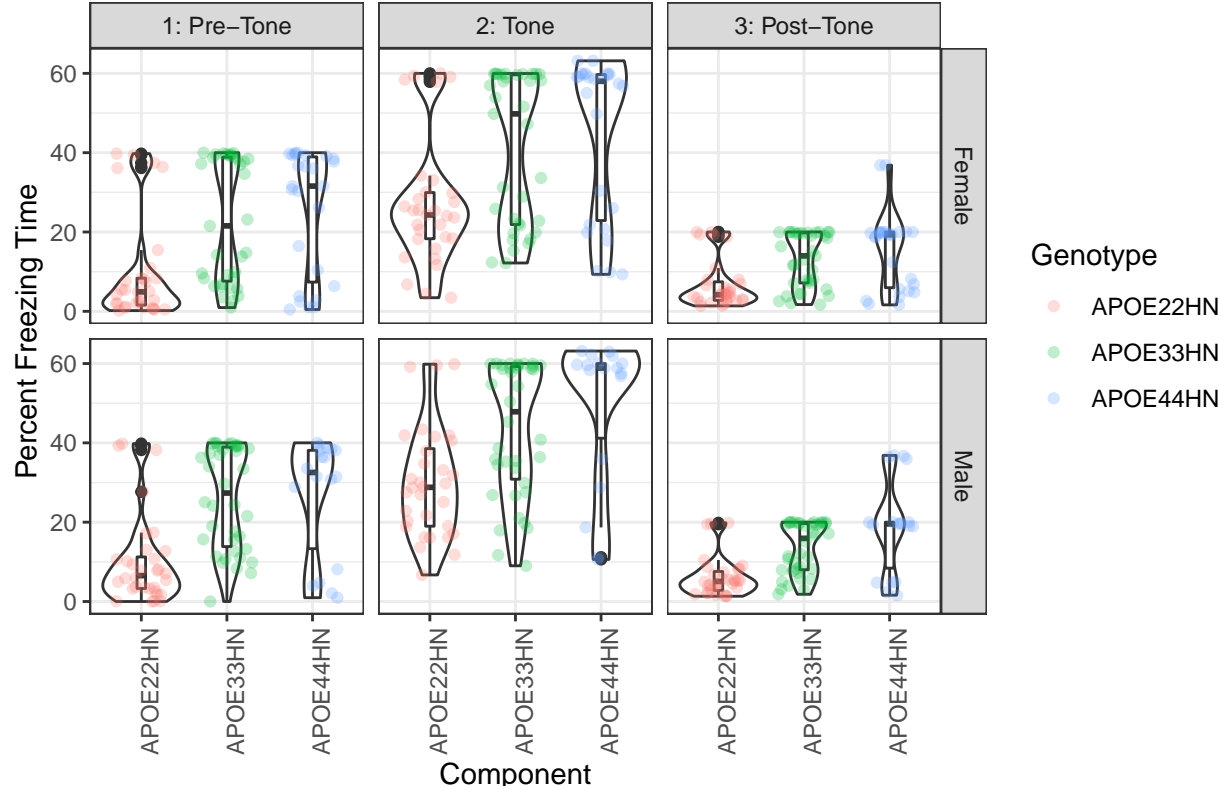 1: Pre−Tone
2: Tone
3: Post−Tone
Percent Freezing Time
60
40
20
0
Female
60
40
20
0
Male
APOE22HN
APOE33HN
APOE44HN
APOE22HN
APOE33HN
APOE44HN
APOE22HN
APOE33HN
APOE44HN
Component
Genotype
APOE22HN
APOE33HN
APOE44HN